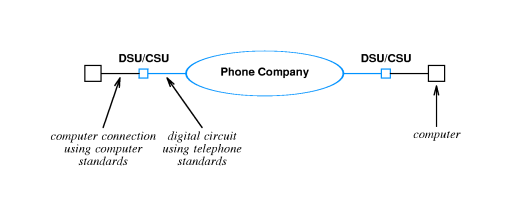 DSU/CSU
DSU/CSU
Phone Company
computer connection
using computer
standards
digital circuit
using telephone
standards
computer